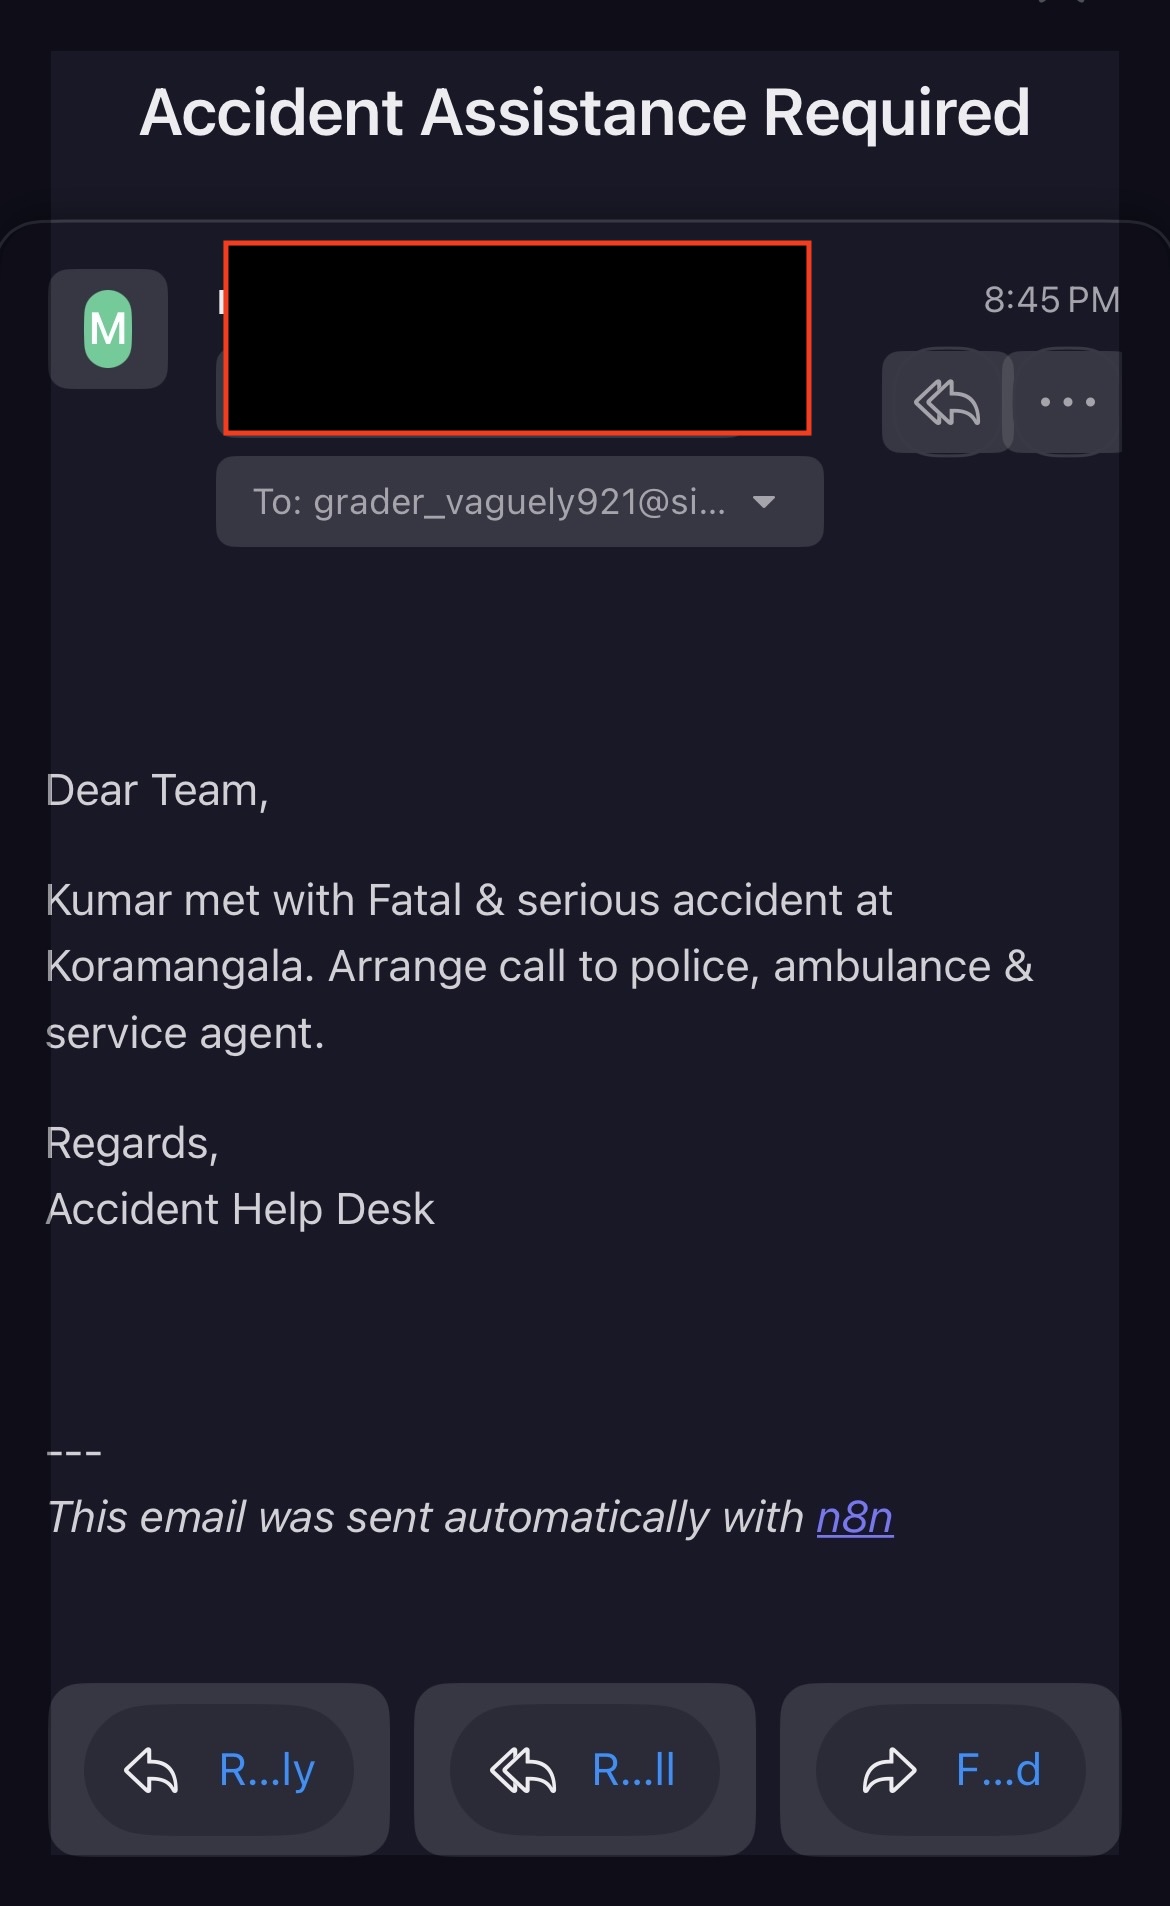 Accident Assistance Required
M
8:45 PM
To: grader_vaguely921@si...
Dear Team,
Kumar met with Fatal & serious accident at
Koramangala. Arrange call to police, ambulance &
service agent.
Regards,
Accident Help Desk
---
This email was sent automatically with n8n
R...ly
R...ll
F...d